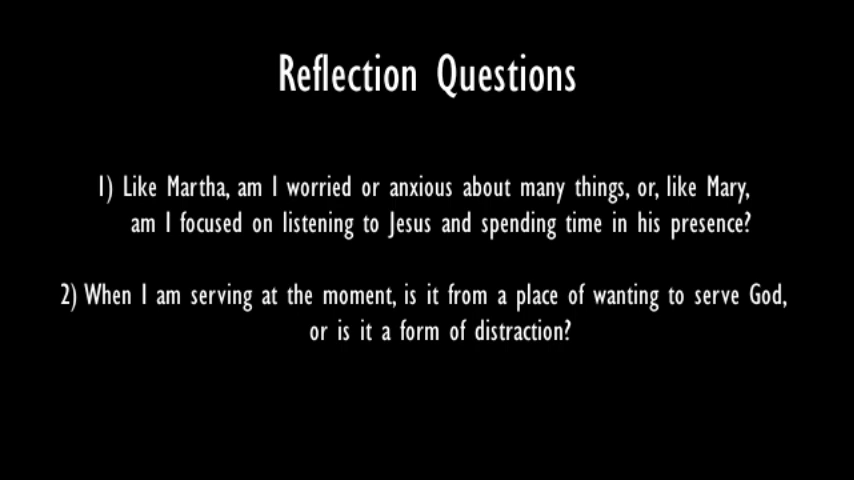 Reflection Questions
1) Like Martha, am I worried or anxious about many things, or, like Mary,
am I focused on listening to Jesus and spending time in his presence?
2) When I am serving at the moment, is it from a place of wanting to serve God,
or is it a form of distraction?